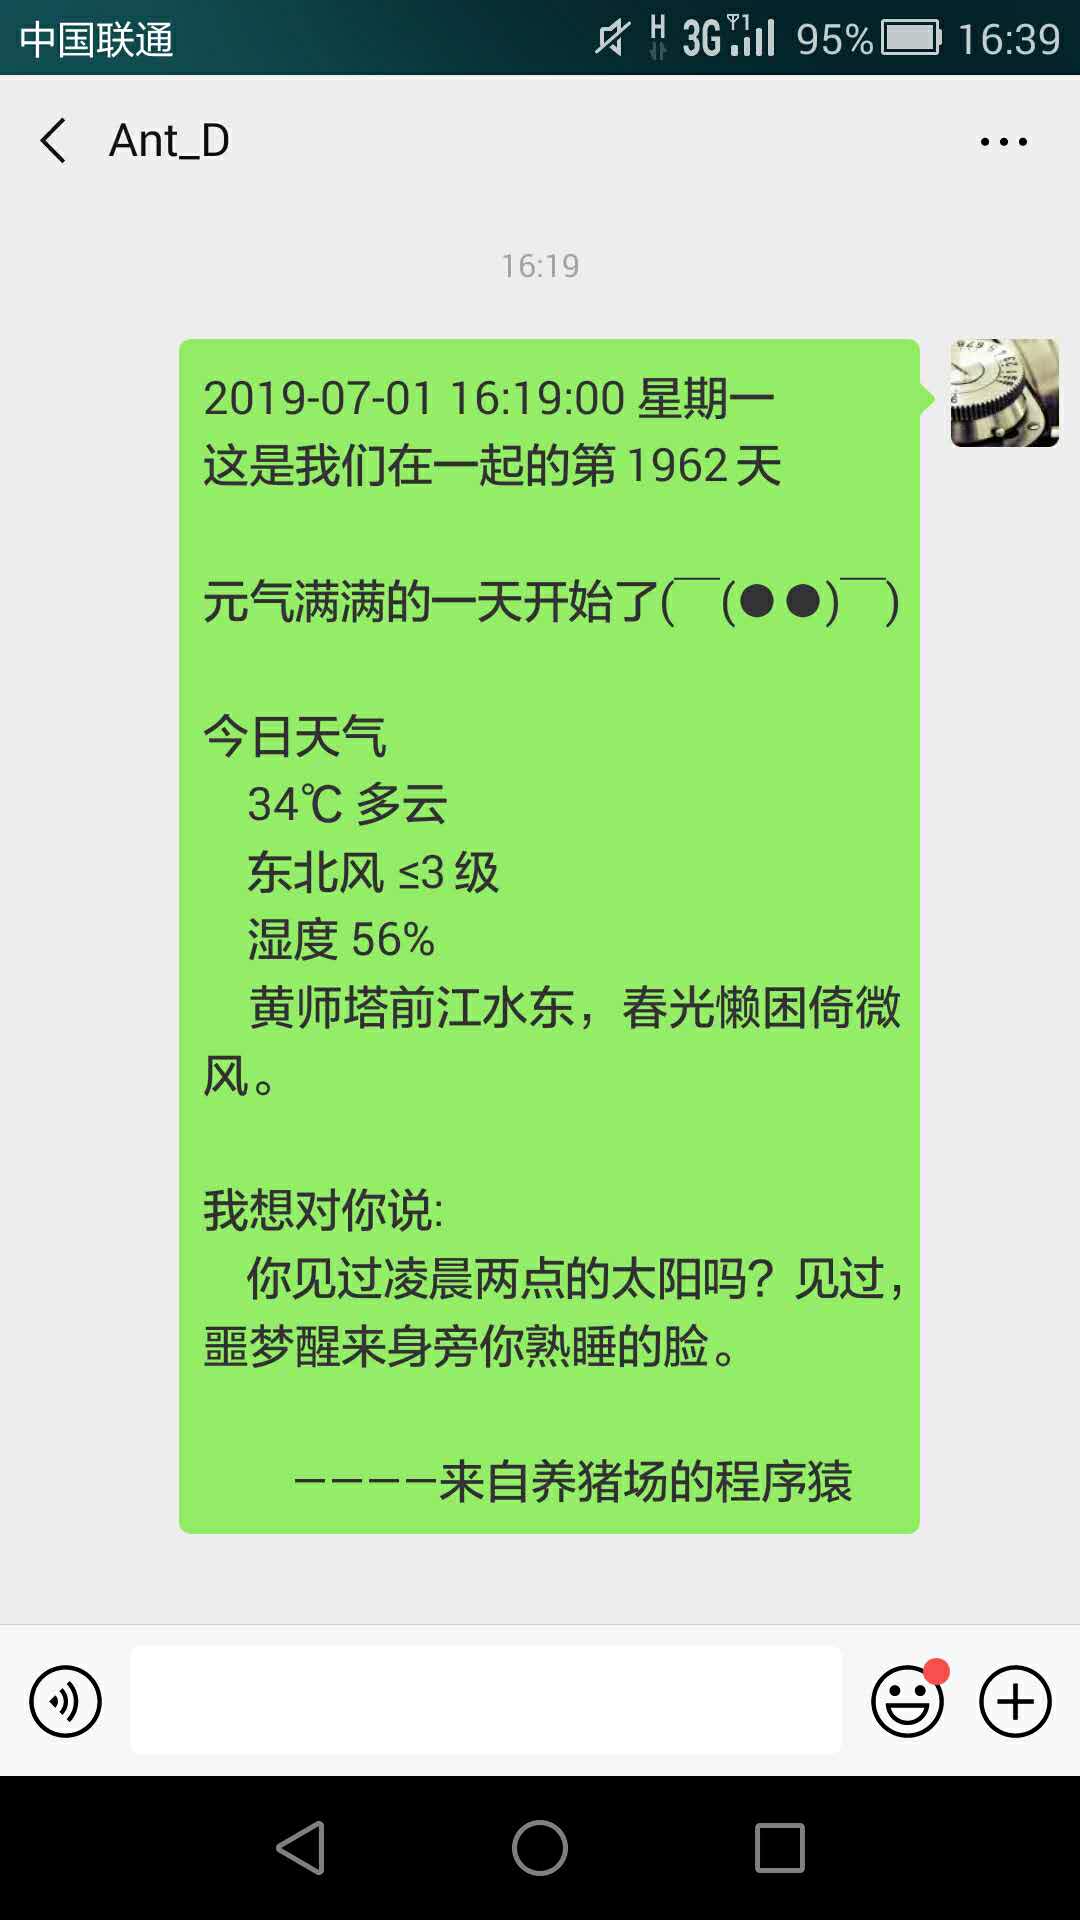 中国联通 H 3G 1 95% 16:39
Ant_D
16:19
2019-07-01 16:19:00 星期一
这是我们在一起的第 1962 天
元气满满的一天开始了(￣(●●)￣)
今日天气
34℃ 多云
东北风 ≤3 级
湿度 56%
黄师塔前江水东，春光懒困倚微
风。
我想对你说:
你见过凌晨两点的太阳吗？见过，
噩梦醒来身旁你熟睡的脸。
————来自养猪场的程序猿